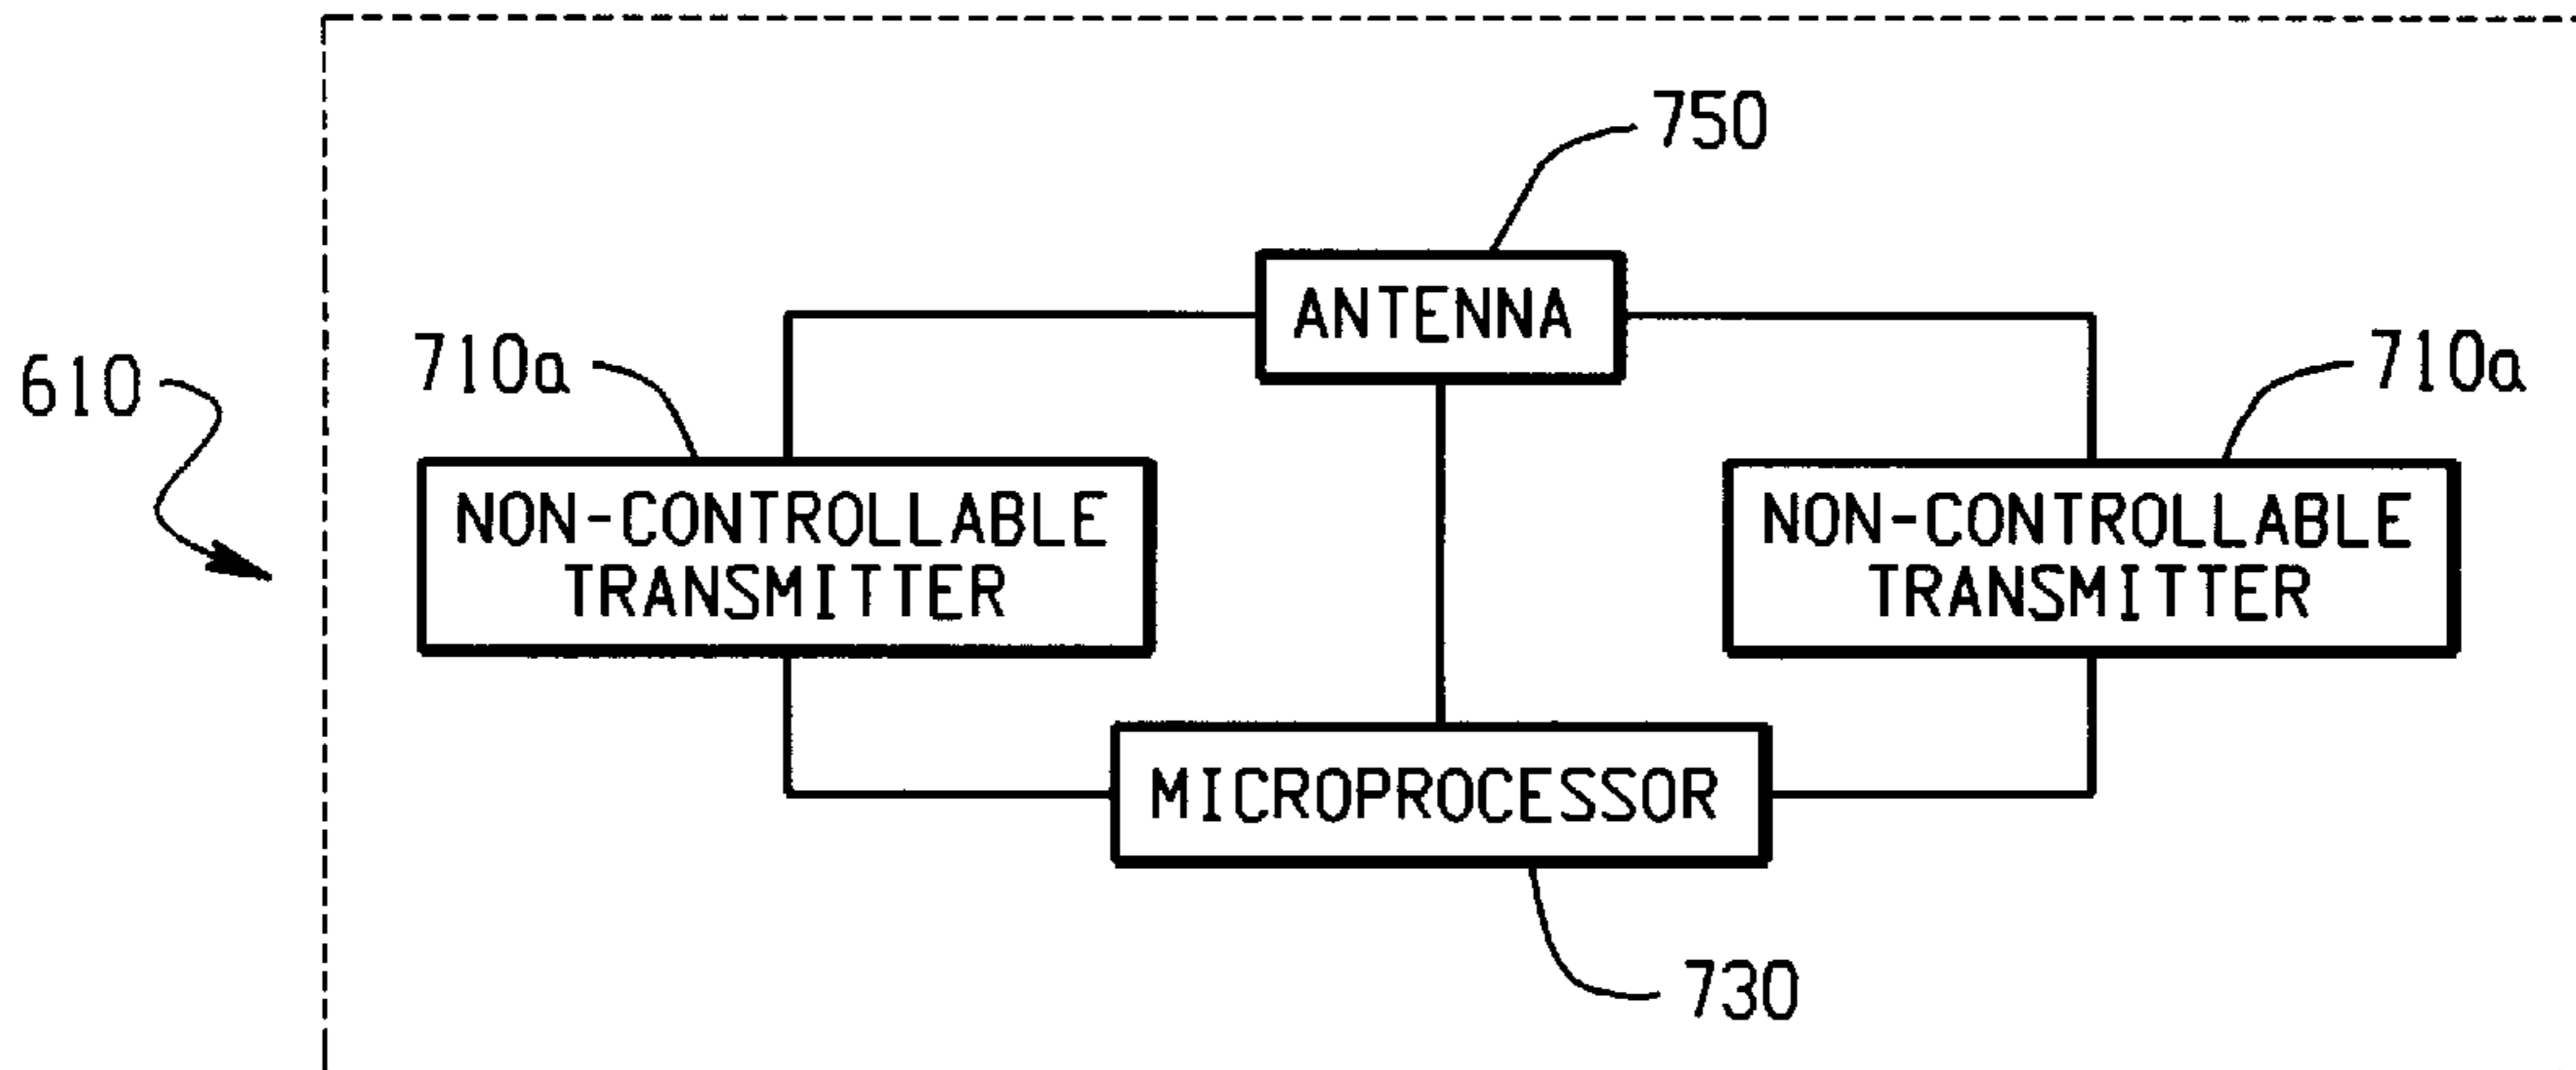 750
ANTENNA
610
710a
710a
NON-CONTROLLABLE
TRANSMITTER
NON-CONTROLLABLE
TRANSMITTER
MICROPROCESSOR
730